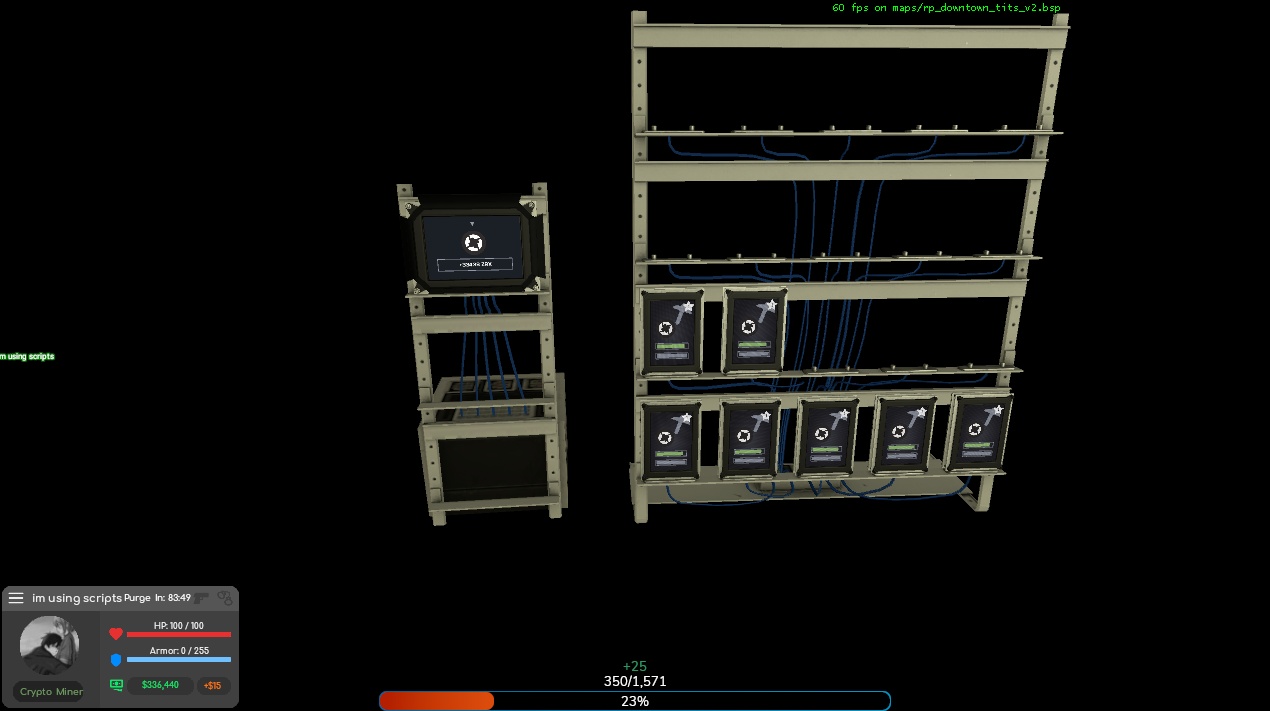 60 fps on maps/rp_downtown_tits_v2.bsp
m using scripts
im using scripts Purge In: 83:49
HP: 100 / 100
Armor: 0 / 255
Crypto Miner
$336,440
+$15
+25
350/1,571
23%